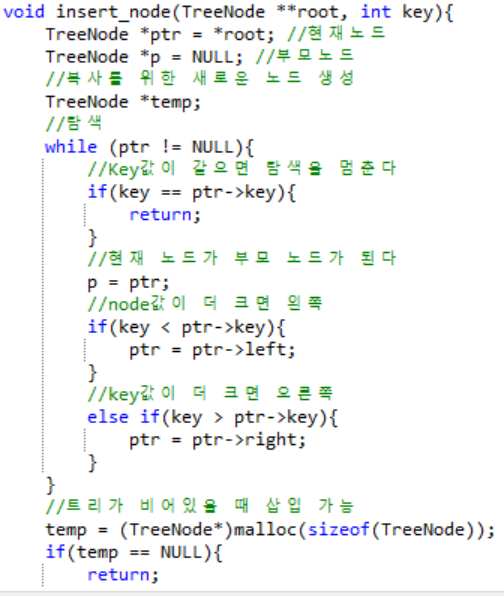 void insert_node(TreeNode **root, int key){
TreeNode *ptr = *root; //현재노드
TreeNode *p = NULL; //부모노드
//복사를 위한 새로운 노드 생성
TreeNode *temp;
//탐색
while (ptr != NULL){
//Key값이 같으면 탐색을 멈춘다
if(key == ptr->key){
return;
}
//현재 노드가 부모 노드가 된다
p = ptr;
//node값이 더 크면 왼쪽
if(key < ptr->key){
ptr = ptr->left;
}
//key값이 더 크면 오른쪽
else if(key > ptr->key){
ptr = ptr->right;
}
}
//트리가 비어있을 때 삽입 가능
temp = (TreeNode*)malloc(sizeof(TreeNode));
if(temp == NULL){
return;